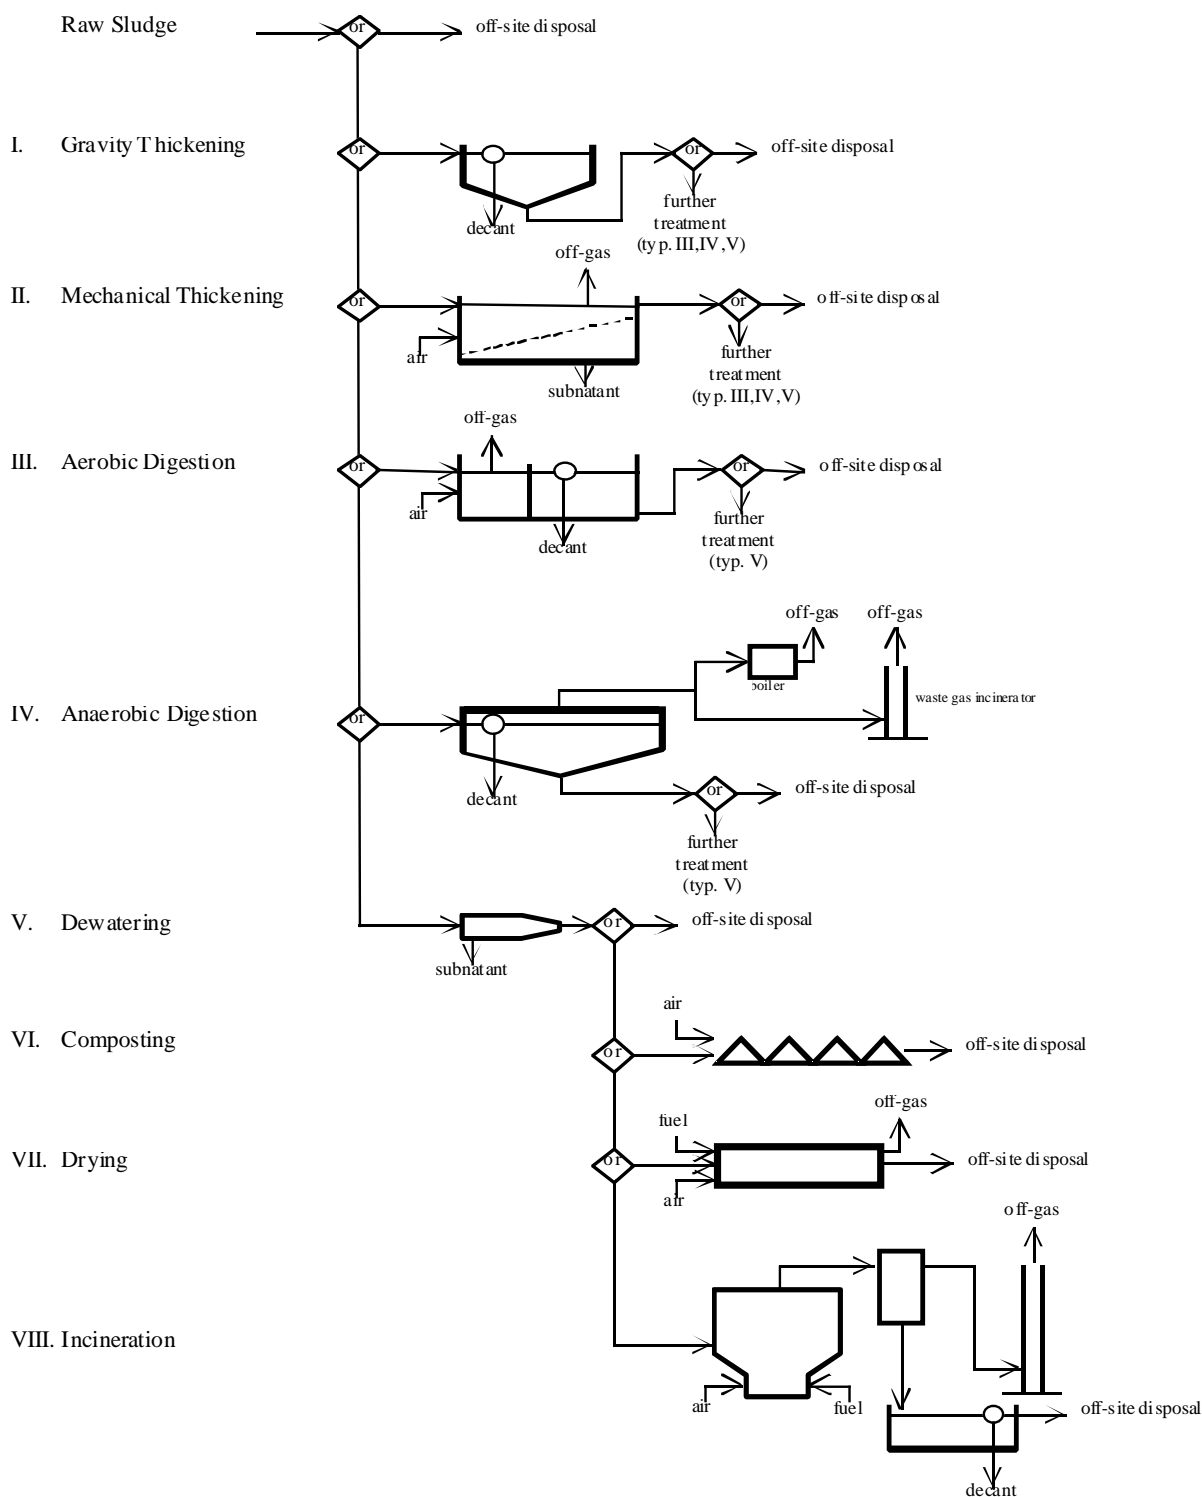 Raw Sludge
or
off-site disposal
I. Gravity Thickening
or
or
off-site disposal
decant
further
treatment
(typ. III,IV,V)
off-gas
II. Mechanical Thickening
or
or
off-site disposal
air
subnatant
further
treatment
(typ. III,IV,V)
off-gas
III. Aerobic Digestion
or
or
off-site disposal
air
decant
further
treatment
(typ. V)
off-gas
off-gas
boiler
waste gas incinerator
IV. Anaerobic Digestion
or
decant
or
off-site disposal
further
treatment
(typ. V)
V. Dewatering
or
off-site disposal
subnatant
air
VI. Composting
or
off-site disposal
fuel
off-gas
VII. Drying
or
off-site disposal
air
off-gas
VIII. Incineration
air
fuel
off-site disposal
decant